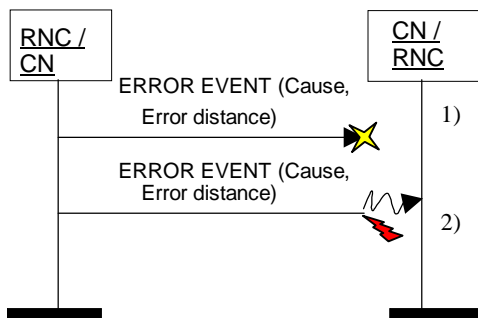 RNC /
CN
CN /
RNC
ERROR EVENT (Cause,
Error distance)
1)
ERROR EVENT (Cause,
Error distance)
2)